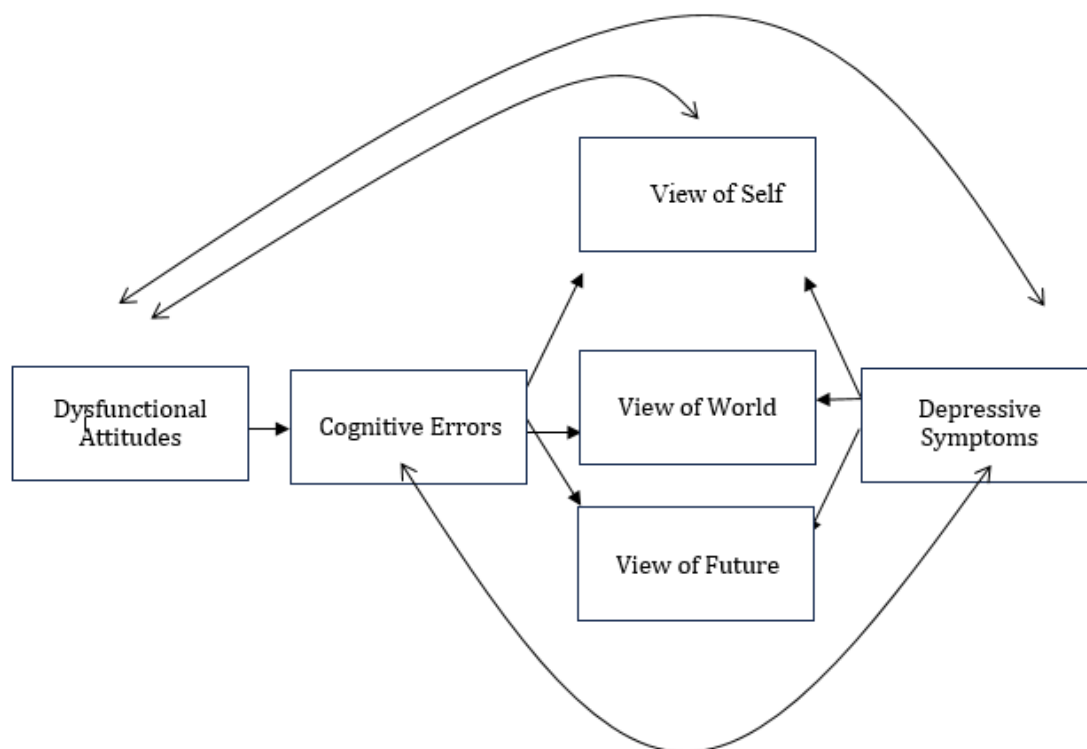 View of Self
Dysfunctional
Attitudes
Cognitive Errors
View of World
Depressive
Symptoms
View of Future